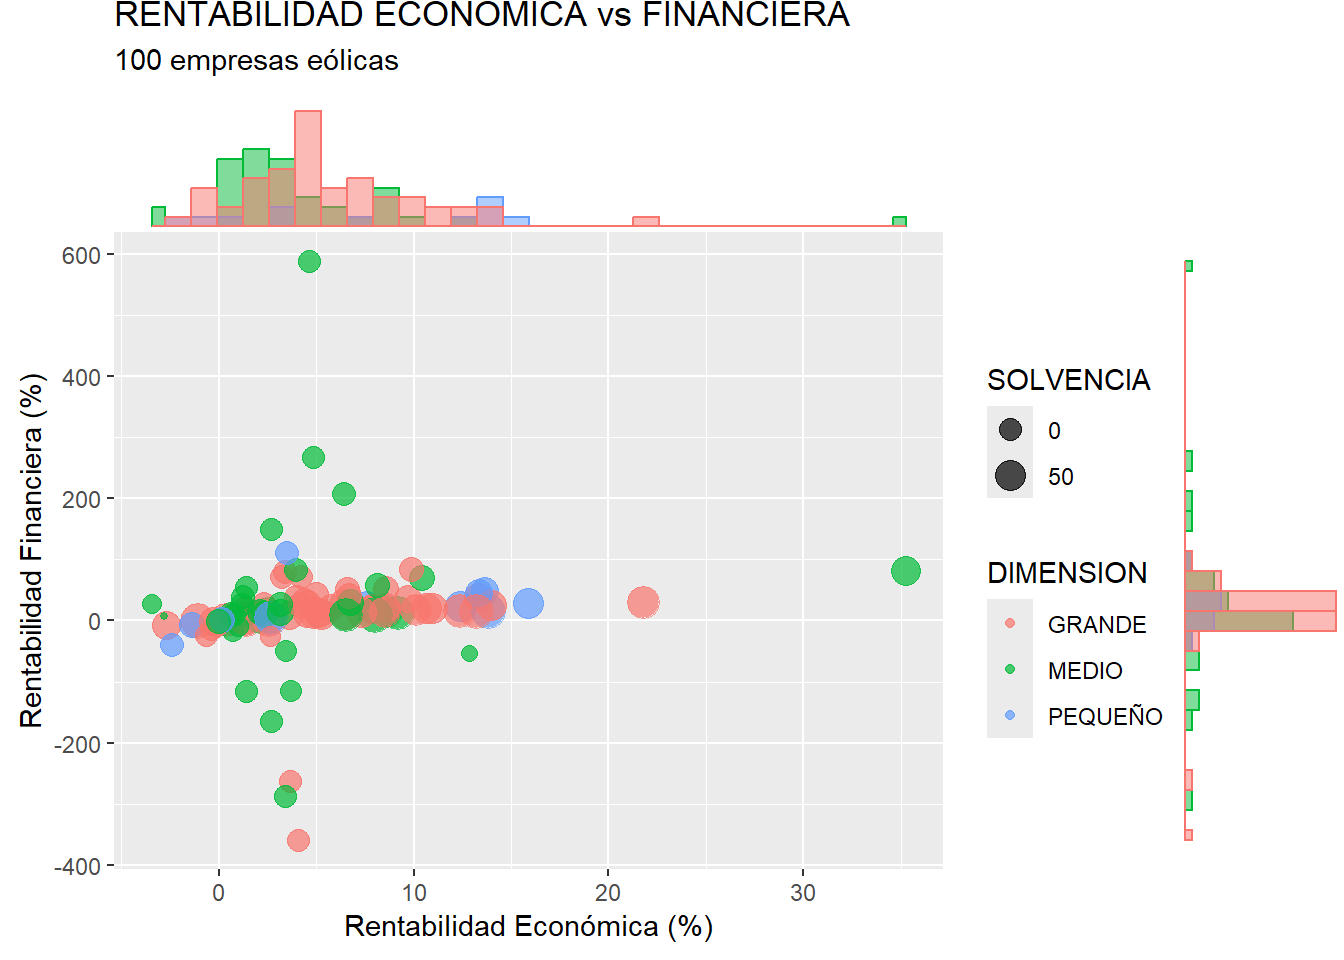 RENTABILIDAD ECONÓMICA vs FINANCIERA
100 empresas eólicas
600
400
200
0
-200
-400
Rentabilidad Financiera (%)
0
10
20
30
Rentabilidad Económica (%)
SOLVENCIA
0
50
DIMENSION
GRANDE
MEDIO
PEQUEÑO